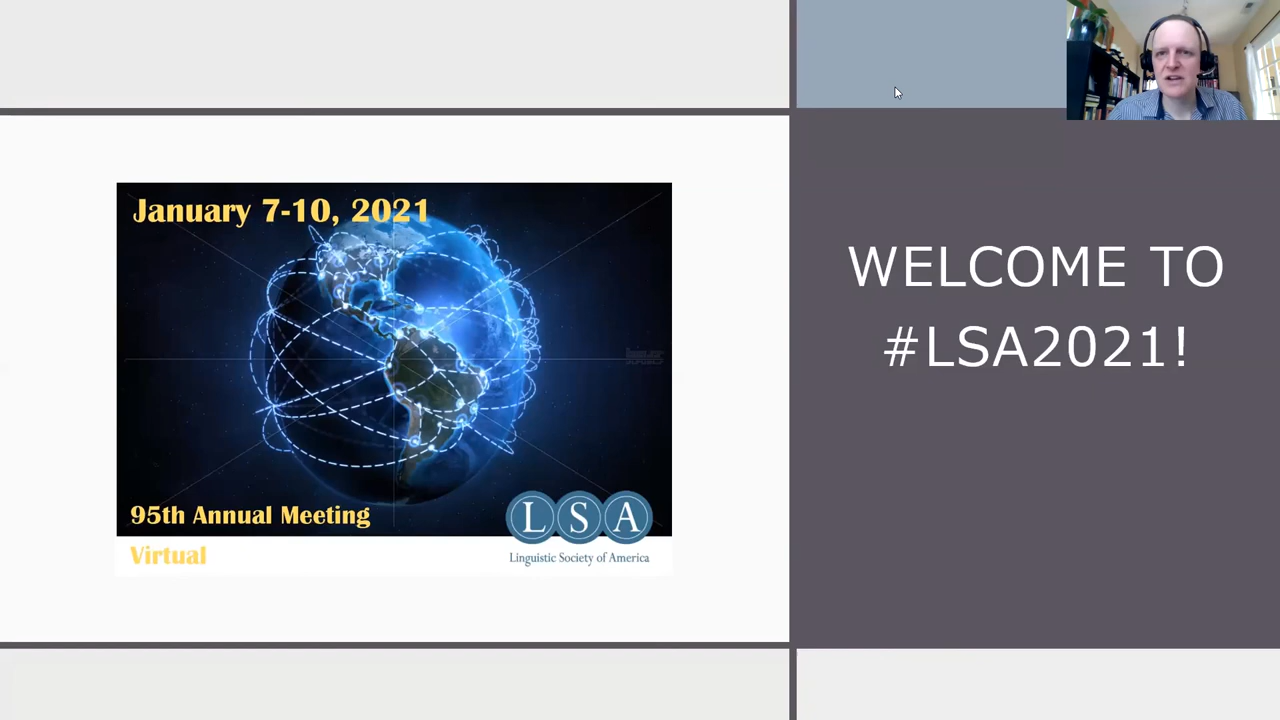 January 7-10, 2021
95th Annual Meeting
Virtual
LSA
Linguistic Society of America
WELCOME TO
#LSA2021!